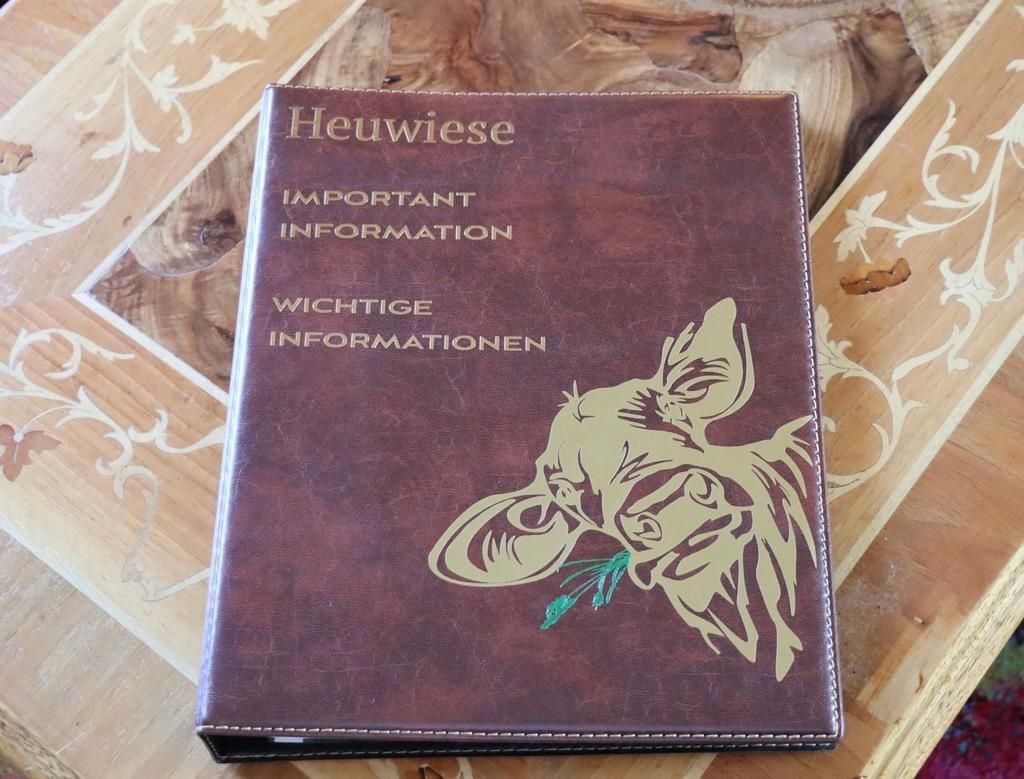 Heuwiese
IMPORTANT
INFORMATION
WICHTIGE
INFORMATIONEN